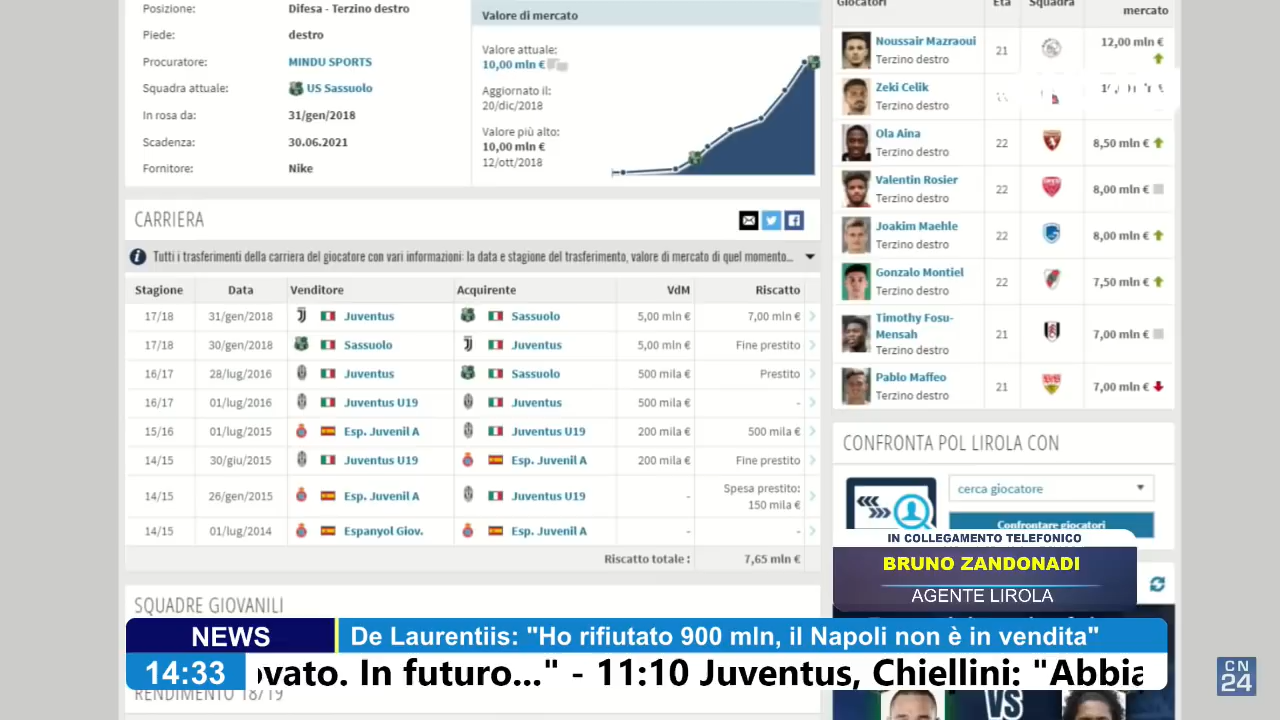 Posizione: Difesa - Terzino destro
Piede: destro
Procuratore: MINDU SPORTS
Squadra attuale: US Sassuolo
In rosa da: 31/gen/2018
Scadenza: 30.06.2021
Fornitore: Nike
Valore di mercato
Valore attuale:
10,00 mln €
Aggiornato il:
20/dic/2018
Valore più alto:
10,00 mln €
12/ott/2018
Giocatori Età Squadra mercato
Noussair Mazraoui 21 12,00 mln €
Terzino destro
Zeki Celik
Terzino destro
Ola Aina 22 8,50 mln €
Terzino destro
Valentin Rosier 22 8,00 mln €
Terzino destro
Joakim Maehle 22 8,00 mln €
Terzino destro
Gonzalo Montiel 22 7,50 mln €
Terzino destro
Timothy Fosu-
Mensah 21 7,00 mln €
Terzino destro
Pablo Maffeo 21 7,00 mln €
Terzino destro
CARRIERA
Tutti i trasferimenti della carriera del giocatore con vari informazioni: la data e stagione del trasferimento, valore di mercato di quel momento...
Stagione Data Venditore Acquirente VdM Riscatto
17/18 31/gen/2018 Juventus Sassuolo 5,00 mln € 7,00 mln €
17/18 30/gen/2018 Sassuolo Juventus 5,00 mln € Fine prestito
16/17 28/lug/2016 Juventus Sassuolo 500 mila € Prestito
16/17 01/lug/2016 Juventus U19 Juventus 500 mila € -
15/16 01/lug/2015 Esp. Juvenil A Juventus U19 200 mila € 500 mila €
14/15 30/giu/2015 Juventus U19 Esp. Juvenil A 200 mila € Fine prestito
14/15 26/gen/2015 Esp. Juvenil A Juventus U19 - Spesa prestito:
150 mila €
14/15 01/lug/2014 Espanyol Giov. Esp. Juvenil A - -
Riscatto totale : 7,65 mln €
CONFRONTA POL LIROLA CON
cerca giocatore
Confrontare giocatori
SQUADRE GIOVANILI
IN COLLEGAMENTO TELEFONICO
BRUNO ZANDONADI
AGENTE LIROLA
NEWS De Laurentiis: "Ho rifiutato 900 mln, il Napoli non è in vendita"
14:33 ovato. In futuro..." - 11:10 Juventus, Chiellini: "Abbia
RENDIMENTO 18/19
VS
CN
24